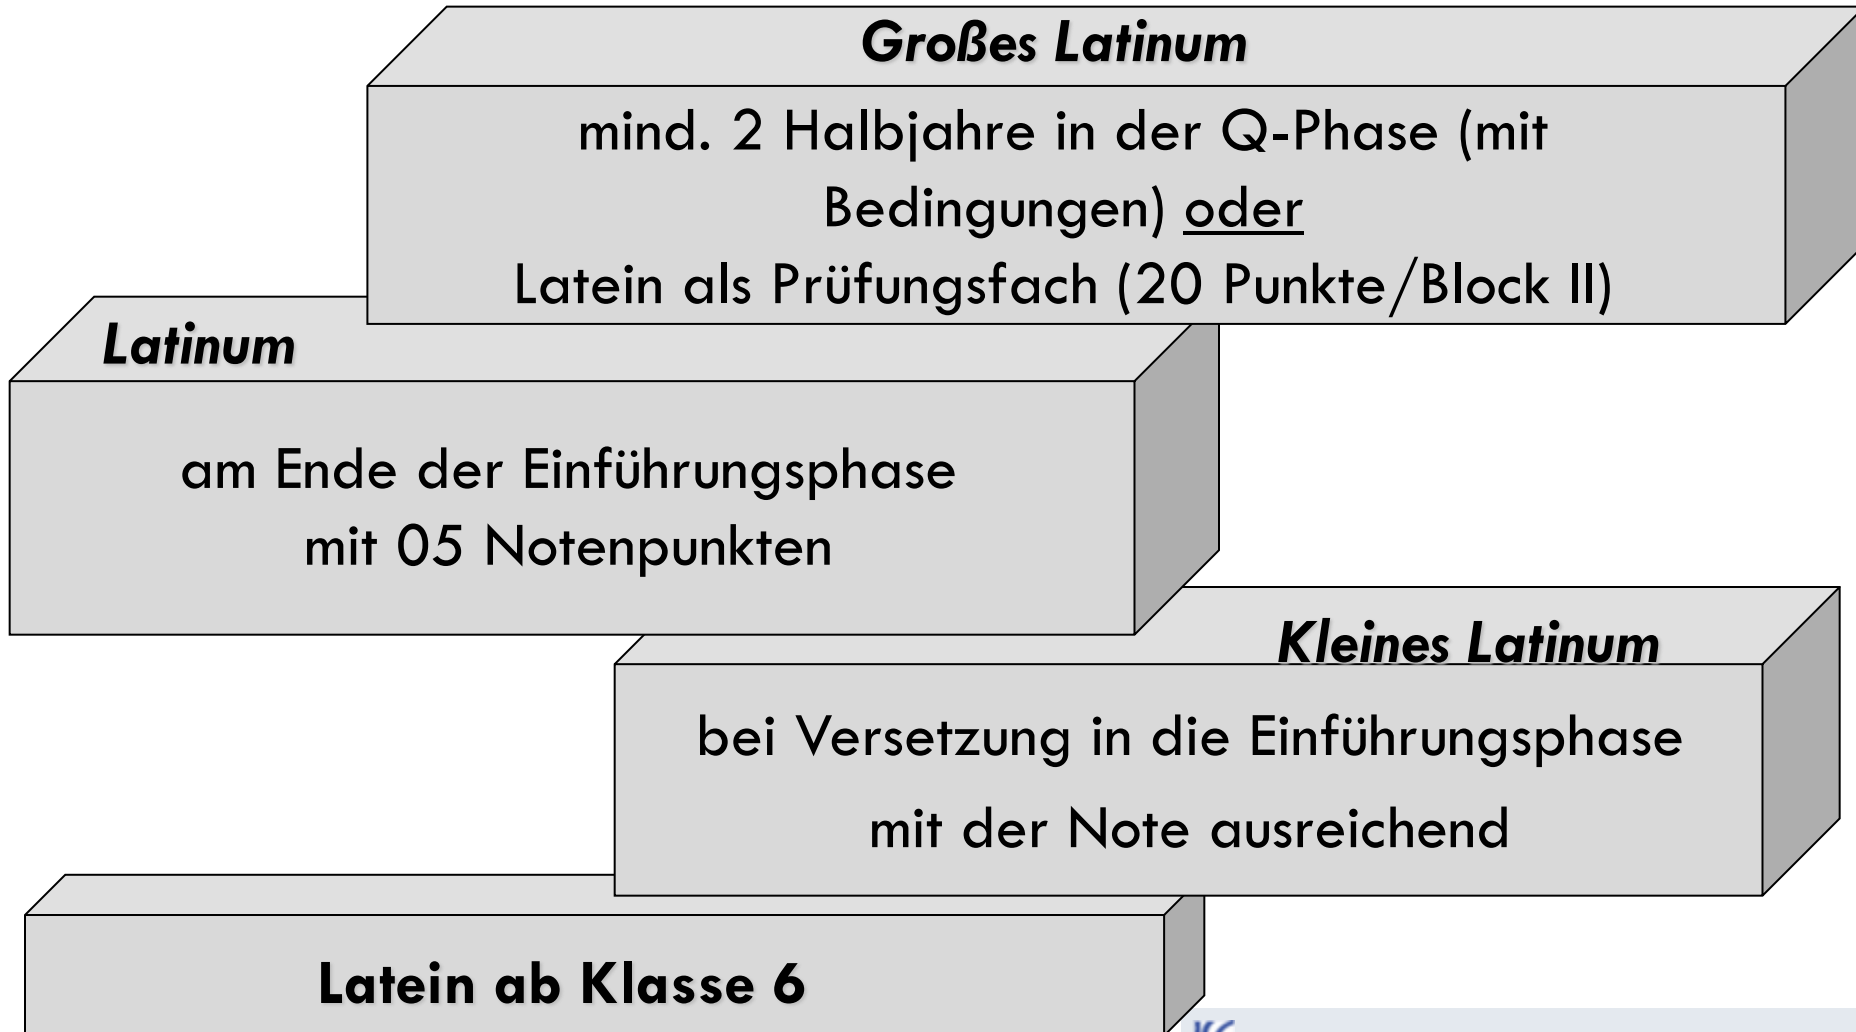 Großes Latinum
mind. 2 Halbjahre in der Q-Phase (mit
Bedingungen) oder
Latein als Prüfungsfach (20 Punkte/Block II)
Latinum
am Ende der Einführungsphase
mit 05 Notenpunkten
Kleines Latinum
bei Versetzung in die Einführungsphase
mit der Note ausreichend
Latein ab Klasse 6